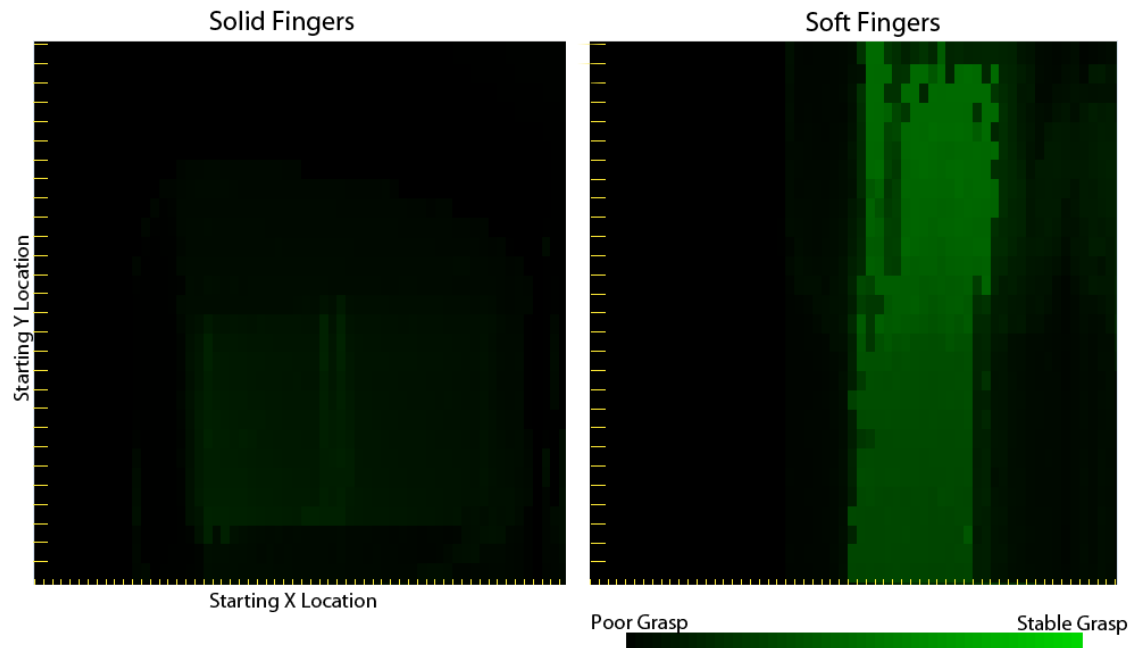 Solid Fingers
Soft Fingers
Starting Y Location
Starting X Location
Poor Grasp
Stable Grasp